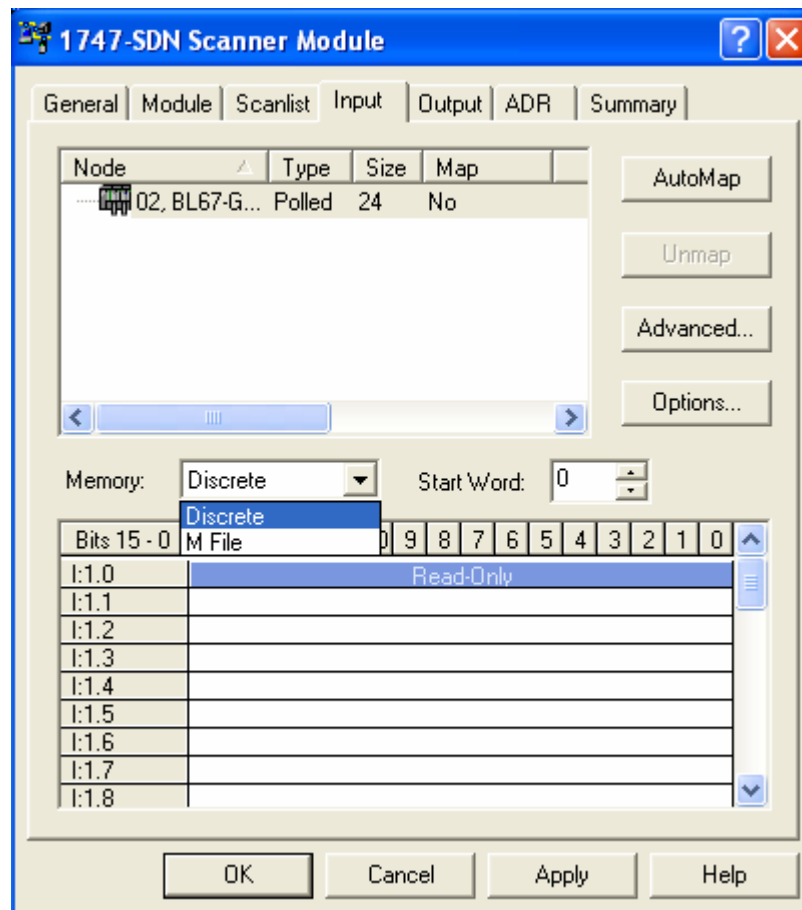 1747-SDN Scanner Module
General Module Scanlist Input Output ADR Summary
Node Type Size Map
02, BL67-G... Polled 24 No
AutoMap
Unmap
Advanced...
Options...
Memory: Discrete Start Word: 0
Discrete
M File
Bits 15 - 0 9 8 7 6 5 4 3 2 1 0
I:1.0 Read-Only
I:1.1
I:1.2
I:1.3
I:1.4
I:1.5
I:1.6
I:1.7
I:1.8
OK Cancel Apply Help